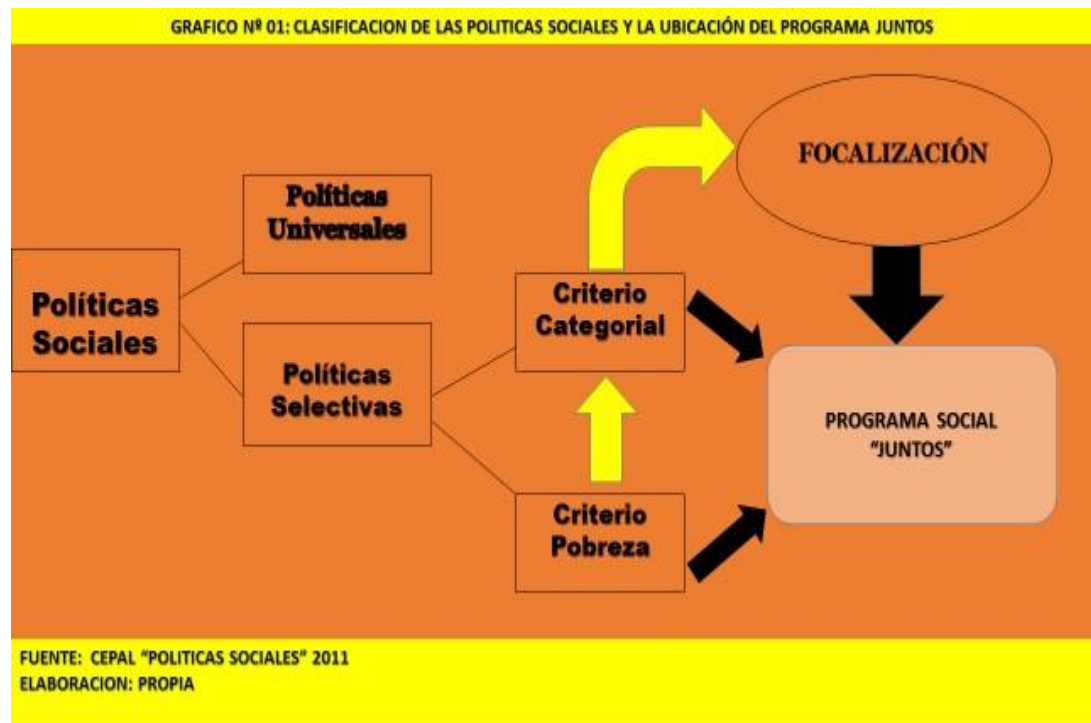 GRAFICO Nº 01: CLASIFICACION DE LAS POLITICAS SOCIALES Y LA UBICACIÓN DEL PROGRAMA JUNTOS
Políticas
Sociales
Políticas
Universales
Políticas
Selectivas
Criterio
Categorial
Criterio
Pobreza
FOCALIZACIÓN
PROGRAMA SOCIAL
"JUNTOS"
FUENTE: CEPAL "POLITICAS SOCIALES" 2011
ELABORACION: PROPIA